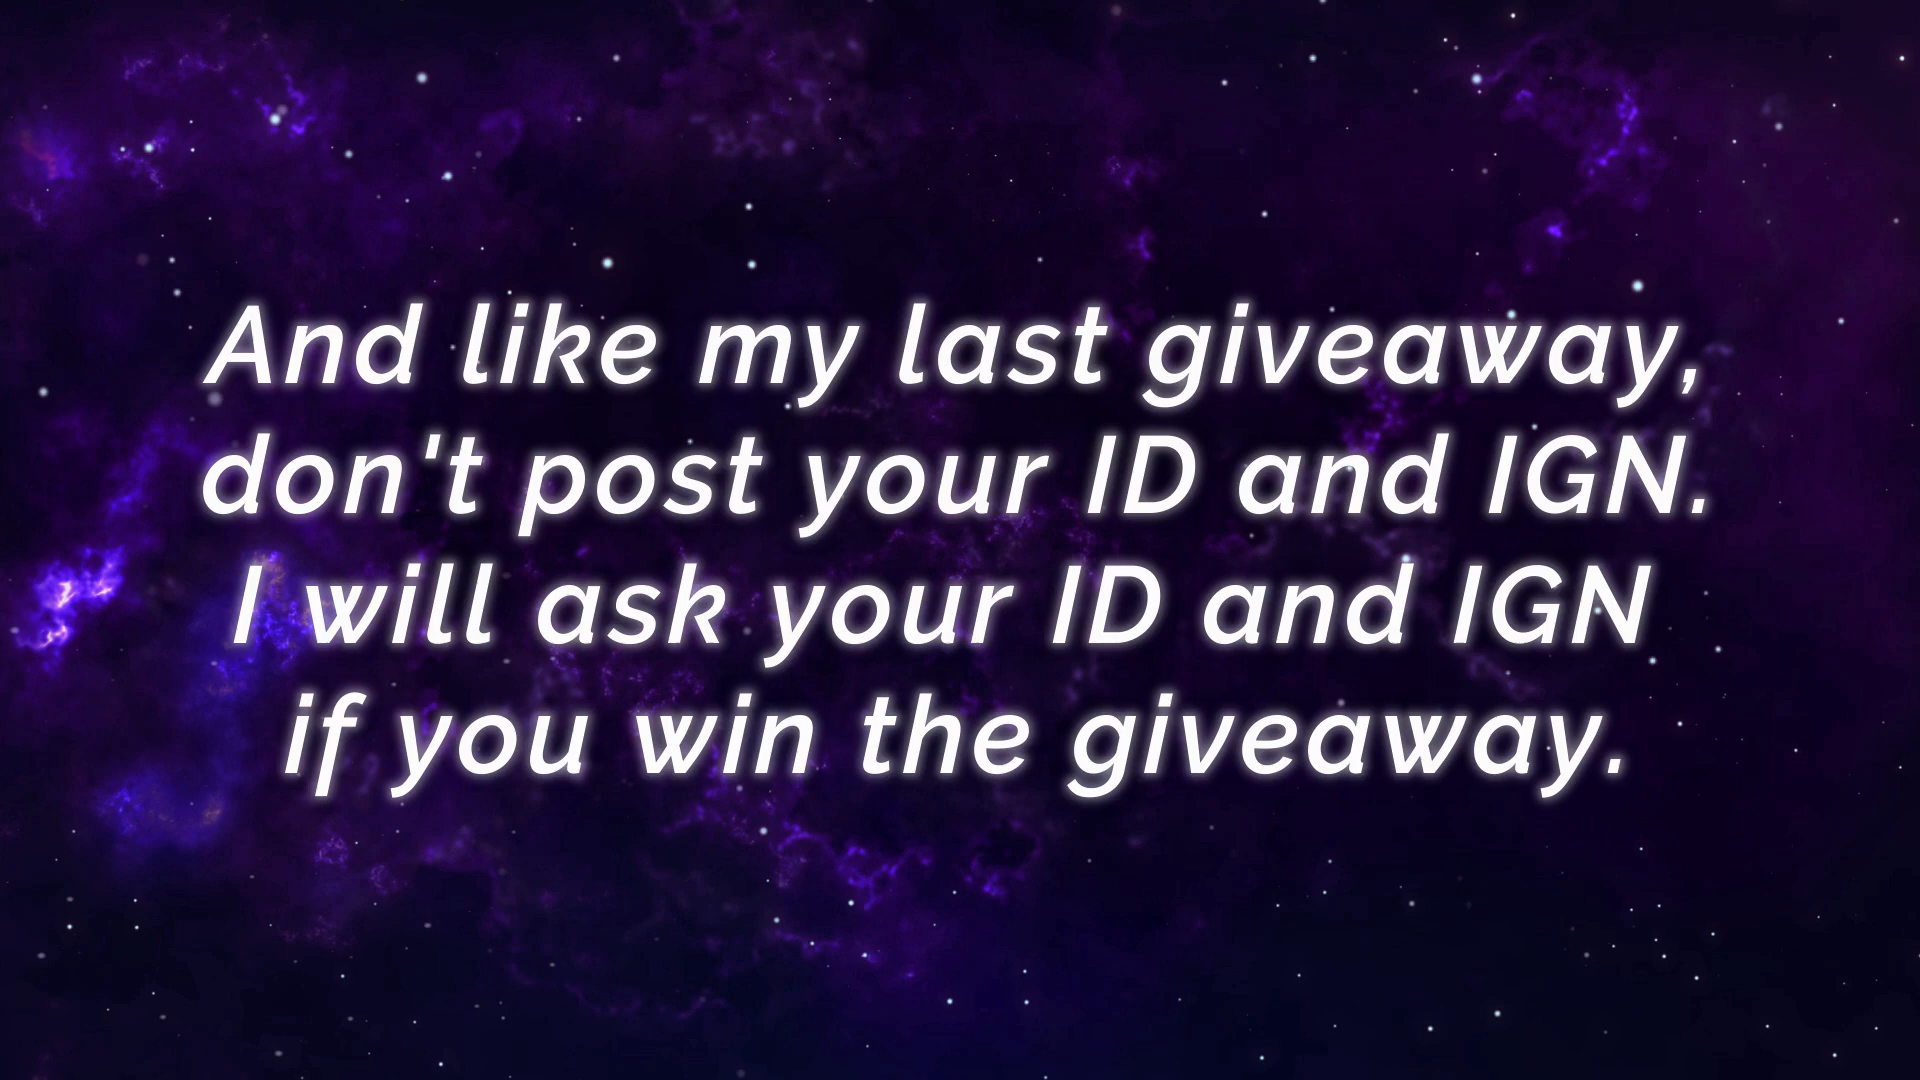 And like my last giveaway,
don't post your ID and IGN.
I will ask your ID and IGN
if you win the giveaway.